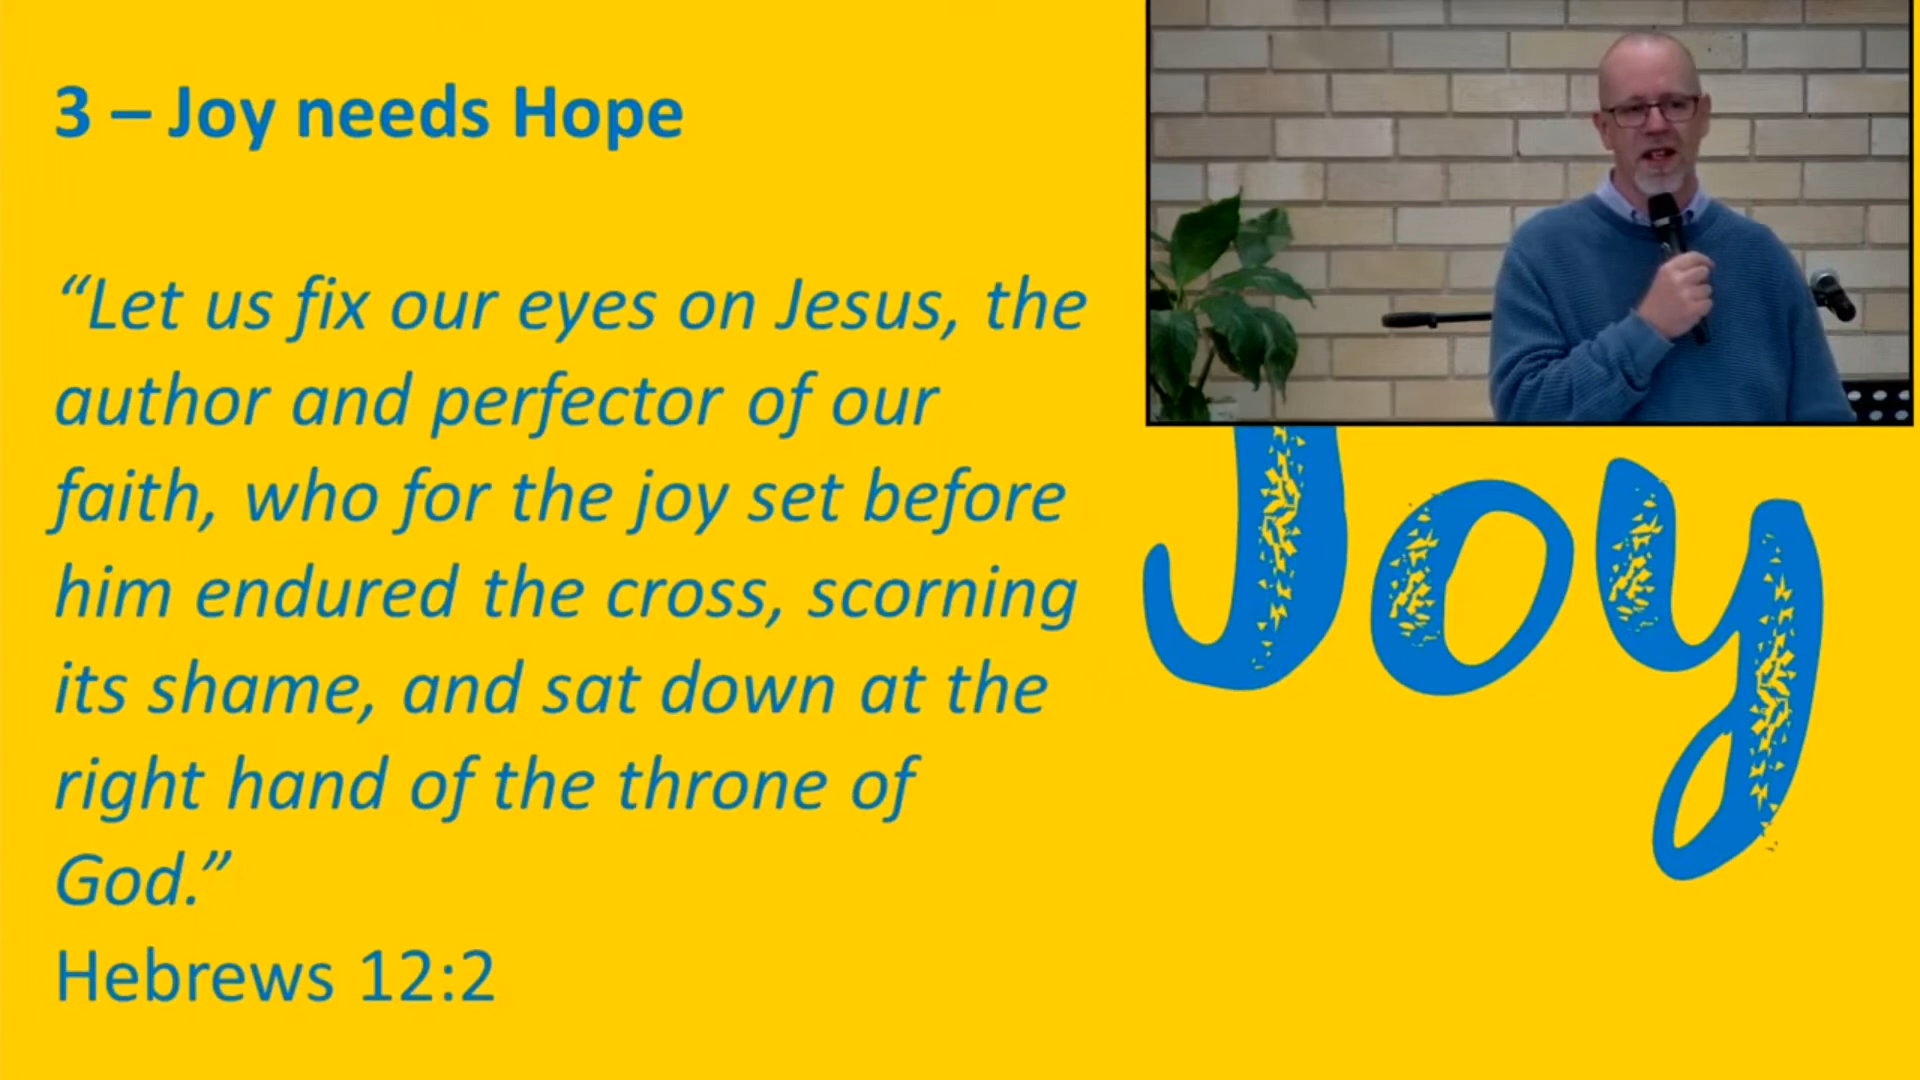 3 – Joy needs Hope
“Let us fix our eyes on Jesus, the
author and perfector of our
faith, who for the joy set before
him endured the cross, scorning
its shame, and sat down at the
right hand of the throne of
God.”
Hebrews 12:2
Joy